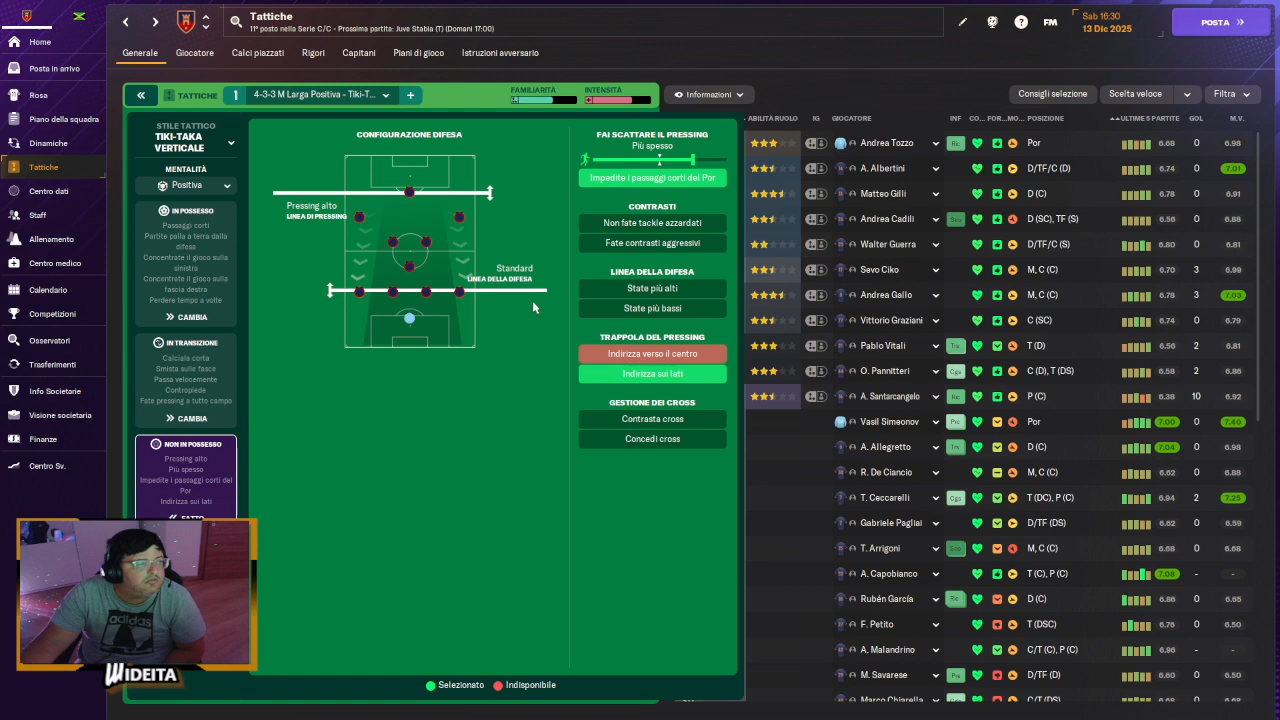 Home
Posta in arrivo
Rosa
Piano della squadra
Dinamiche
Tattiche
Centro dati
Staff
Allenamento
Centro medico
Calendario
Competizioni
Osservatori
Trasferimenti
Info Societarie
Visione societaria
Finanze
Centro Sv.
Tattiche
11° posto nella Serie C/C - Prossima partita: Juve Stabia (T) (Domani 17:00)
FM
Sab 16:30
13 Dic 2025
POSTA
Generale Giocatore Calci piazzati Rigori Capitani Piani di gioco Istruzioni avversario
TATTICHE 1 4-3-3 M Larga Positiva - Tiki-T...
FAMILIARITÀ INTENSITÀ
Informazioni
Consigli selezione Scelta veloce Filtra
STILE TATTICO
TIKI-TAKA
VERTICALE
MENTALITÀ
Positiva
IN POSSESSO
Passaggi corti
Partite palla a terra dalla
difesa
Concentrate il gioco sulla
sinistra
Concentrate il gioco sulla
fascia destra
Perdere tempo a volte
CAMBIA
IN TRANSIZIONE
Calciala corta
Smista sulle fasce
Passa velocemente
Contropiede
Fate pressing a tutto campo
CAMBIA
NON IN POSSESSO
Pressing alto
Più spesso
Impedite i passaggi corti del
Por
Indirizza sui lati
FATTO
CONFIGURAZIONE DIFESA
Pressing alto
LINEA DI PRESSING
Standard
LINEA DELLA DIFESA
FAI SCATTARE IL PRESSING
Più spesso
Impedite i passaggi corti del Por
CONTRASTI
Non fate tackle azzardati
Fate contrasti aggressivi
LINEA DELLA DIFESA
State più alti
State più bassi
TRAPPOLA DEL PRESSING
Indirizza verso il centro
Indirizza sui lati
GESTIONE DEI CROSS
Contrasta cross
Concedi cross
Selezionato Indisponibile
ABILITÀ RUOLO IG GIOCATORE INF CO... FOR... MO... POSIZIONE ULTIME 5 PARTITE GOL M.V.
Andrea Tozzo Ric Por 6.68 0 6.98
A. Albertini D/TF/C (D) 6.74 0 7.01
Matteo Gilli D (C) 6.78 0 6.91
Andrea Cadili D (SC), TF (S) 6.56 0 6.88
Walter Guerra D/TF/C (S) 6.80 0 6.81
Sevo Ciko M, C (C) 6.70 3 6.99
Andrea Gallo M, C (C) 6.78 3 7.03
Vittorio Graziani C (SC) 6.74 0 6.79
Pablo Vitali T (D) 6.56 2 6.81
O. Pannitteri Cga C (D), T (DS) 6.58 2 6.86
A. Santarcangelo Ric P (C) 6.38 10 6.92
Vasil Simeonov Por 7.00 0 7.40
A. Allegretto D (C) 7.04 0 6.98
R. De Ciancio M, C (C) 6.62 0 6.88
T. Ceccarelli Cga T (DC), P (C) 6.94 2 7.25
Gabriele Pagliai D/TF (DS) 6.62 0 6.59
T. Arrigoni M, C (C) 6.68 0 6.68
A. Capobianco T (C), P (C) 7.08 - -
Rubén García Ric D (C) 6.86 0 6.65
F. Petito T (DSC) 6.76 0 6.50
A. Malandrino C/T (C), P (C) 6.96 - -
M. Savarese D/TF (D) 6.60 0 6.50
Marco Chiarella C/T (DS) 6.68 0
adidas
WIDEITA